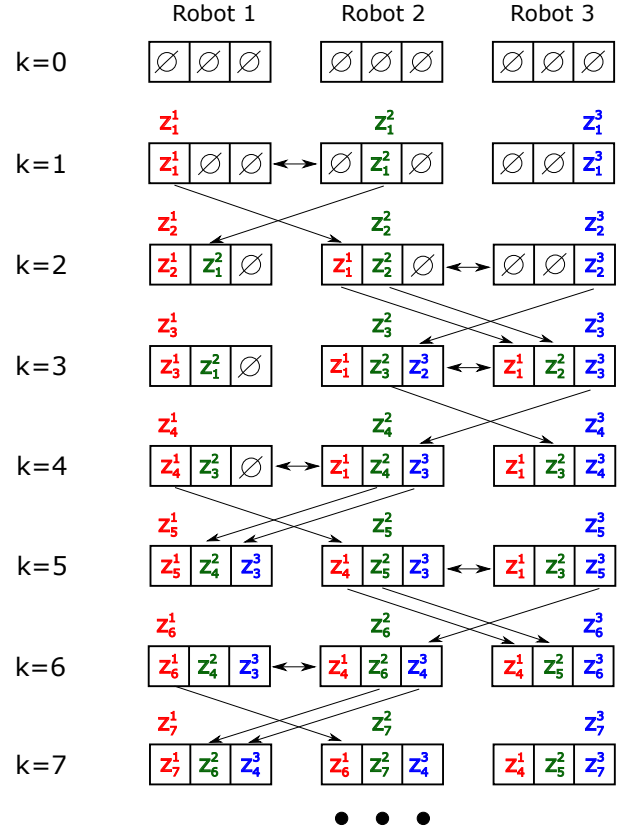 Robot 1 Robot 2 Robot 3
k=0 ∅ ∅ ∅ ∅ ∅ ∅ ∅ ∅ ∅
Z₁¹ Z₁² Z₁³
k=1 Z₁¹ ∅ ∅ ∅ Z₁² ∅ ∅ ∅ Z₁³
Z₂¹ Z₂² Z₂³
k=2 Z₂¹ Z₁² ∅ Z₁¹ Z₂² ∅ ∅ ∅ Z₂³
Z₃¹ Z₃² Z₃³
k=3 Z₃¹ Z₁² ∅ Z₁¹ Z₃² Z₂³ Z₁¹ Z₂² Z₃³
Z₄¹ Z₄² Z₄³
k=4 Z₄¹ Z₃² ∅ Z₁¹ Z₄² Z₃³ Z₁¹ Z₃² Z₄³
Z₅¹ Z₅² Z₅³
k=5 Z₅¹ Z₄² Z₃³ Z₄¹ Z₅² Z₃³ Z₁¹ Z₃² Z₅³
Z₆¹ Z₆² Z₆³
k=6 Z₆¹ Z₄² Z₃³ Z₄¹ Z₆² Z₄³ Z₄¹ Z₅² Z₆³
Z₇¹ Z₇² Z₇³
k=7 Z₇¹ Z₆² Z₄³ Z₆¹ Z₇² Z₄³ Z₄¹ Z₅² Z₇³